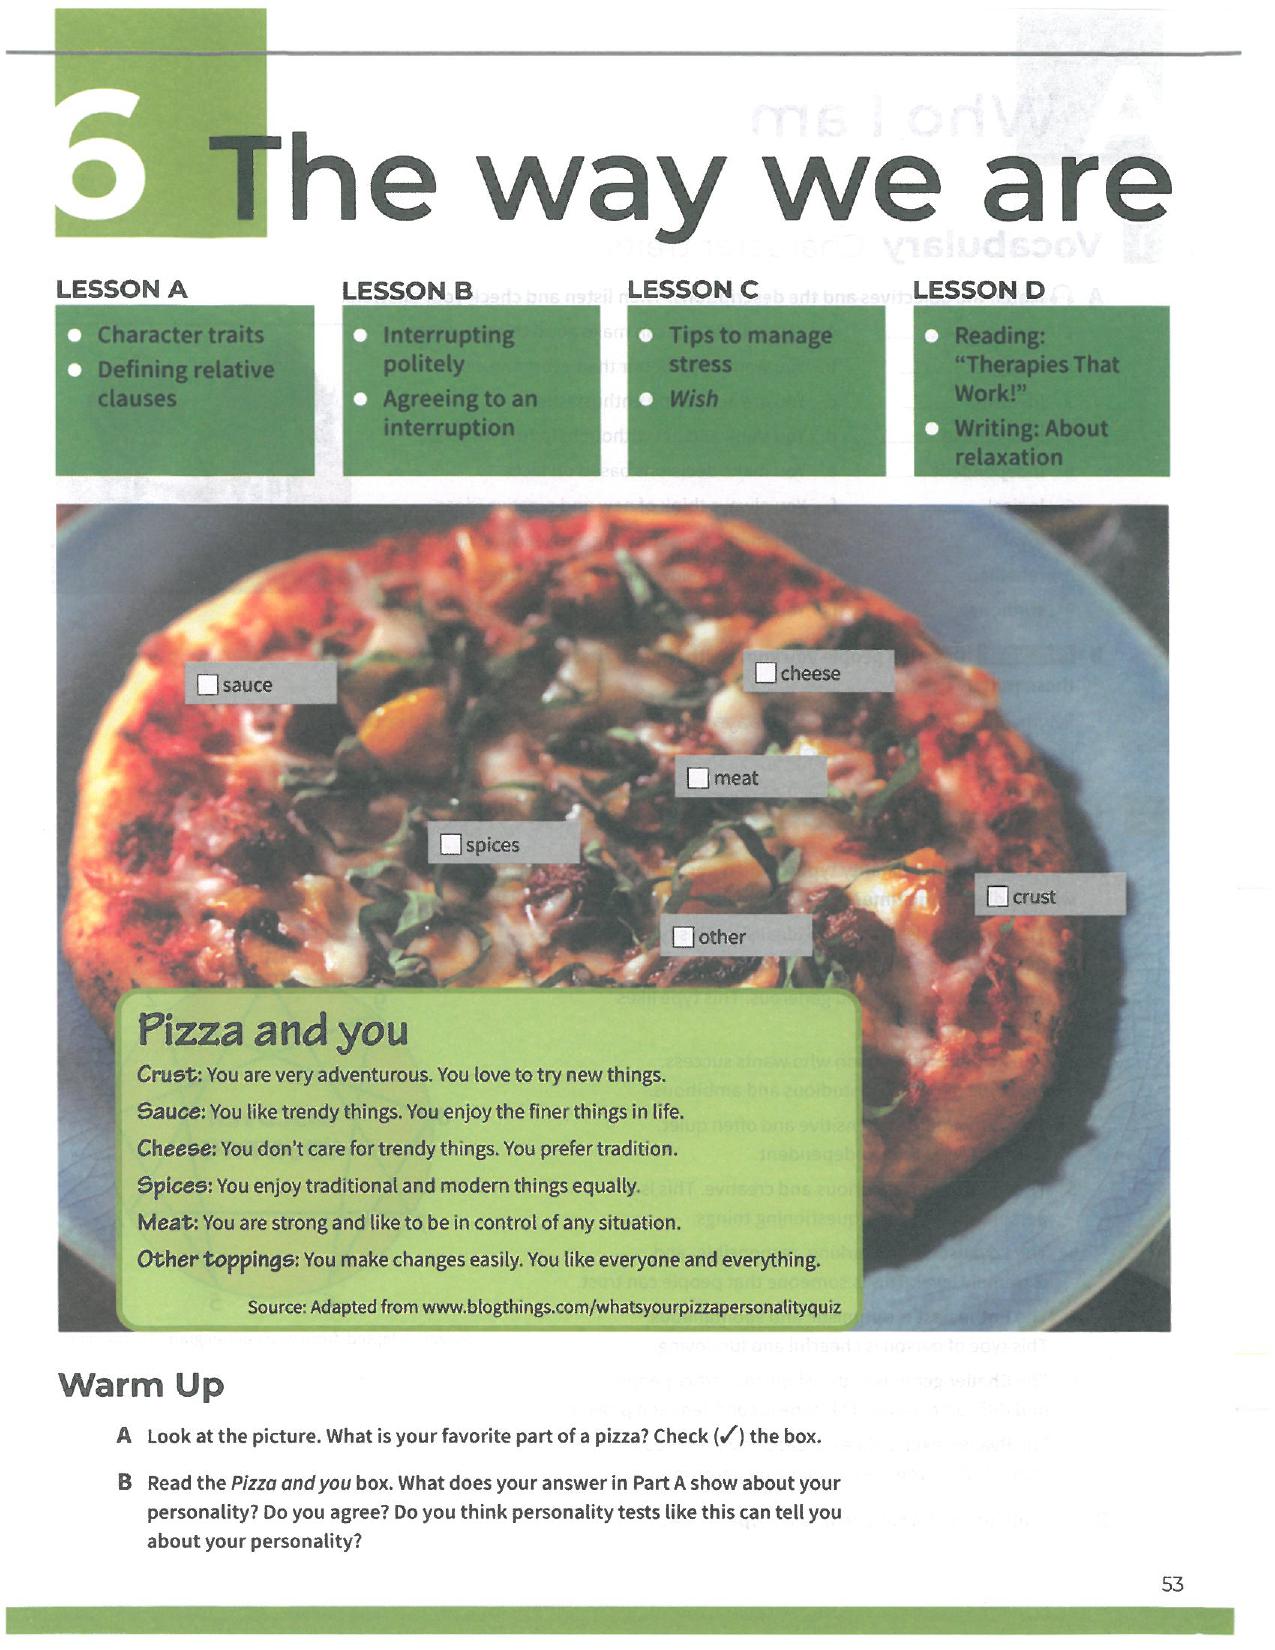 6 The way we are
LESSON A
• Character traits
• Defining relative
clauses
LESSON B
• Interrupting
politely
• Agreeing to an
interruption
LESSON C
• Tips to manage
stress
• Wish
LESSON D
• Reading:
“Therapies That
Work!”
• Writing: About
relaxation
sauce
cheese
meat
spices
crust
other
Pizza and you
Crust: You are very adventurous. You love to try new things.
Sauce: You like trendy things. You enjoy the finer things in life.
Cheese: You don't care for trendy things. You prefer tradition.
Spices: You enjoy traditional and modern things equally.
Meat: You are strong and like to be in control of any situation.
Other toppings: You make changes easily. You like everyone and everything.
Source: Adapted from www.blogthings.com/whatsyourpizzapersonalityquiz
Warm Up
A Look at the picture. What is your favorite part of a pizza? Check (✓) the box.
B Read the Pizza and you box. What does your answer in Part A show about your
personality? Do you agree? Do you think personality tests like this can tell you
about your personality?
53